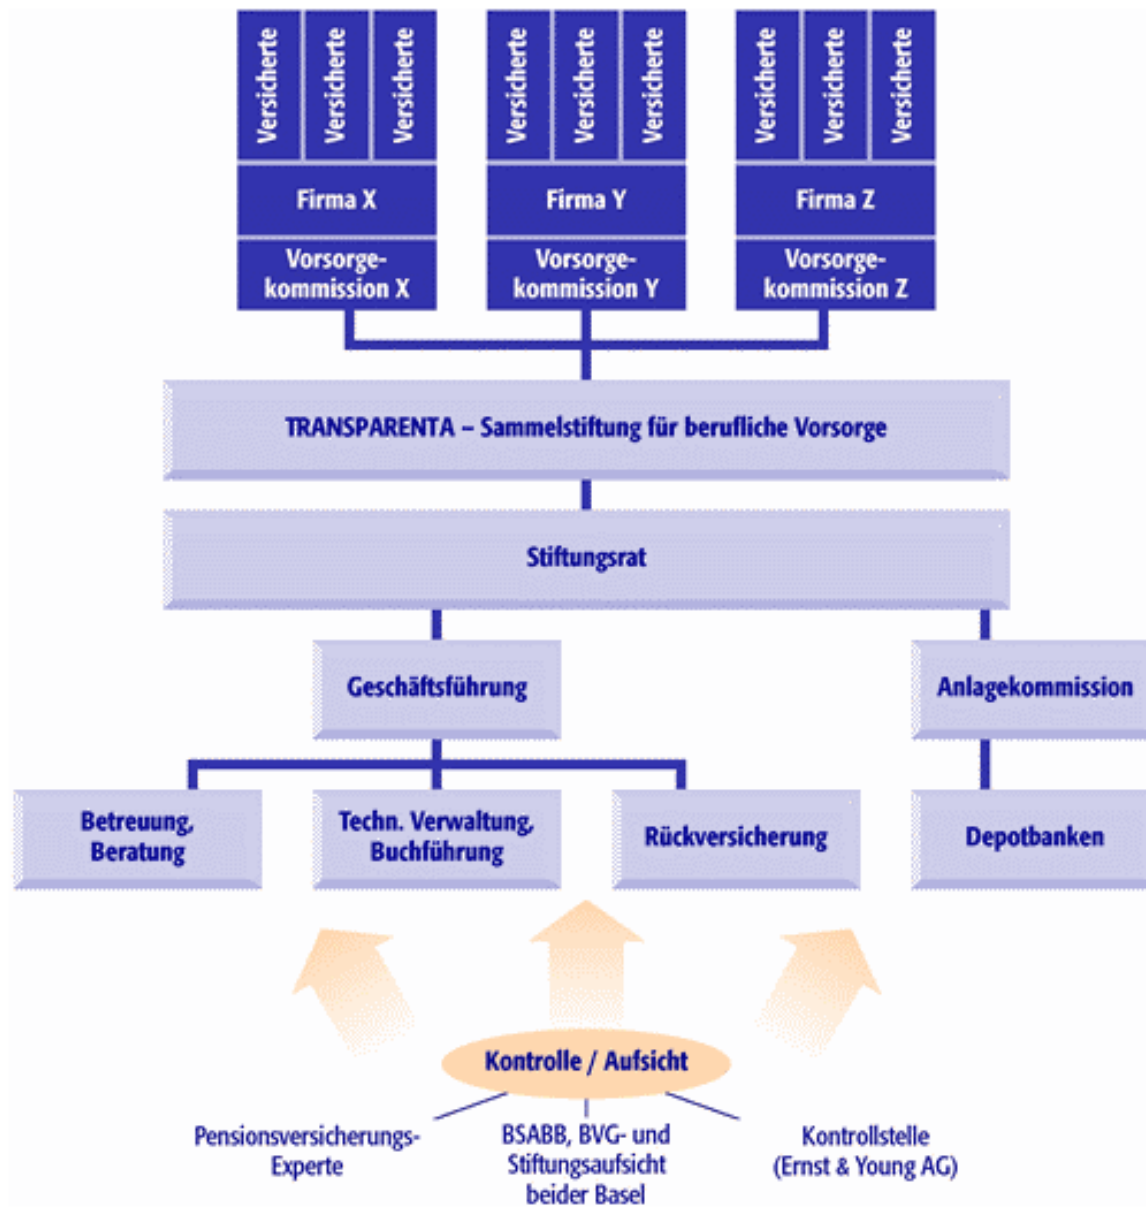 Versicherte
Versicherte
Versicherte
Versicherte
Versicherte
Versicherte
Versicherte
Versicherte
Versicherte
Firma X
Firma Y
Firma Z
Vorsorge-
kommission X
Vorsorge-
kommission Y
Vorsorge-
kommission Z
TRANSPARENTA – Sammelstiftung für berufliche Vorsorge
Stiftungsrat
Geschäftsführung
Anlagekommission
Betreuung,
Beratung
Techn. Verwaltung,
Buchführung
Rückversicherung
Depotbanken
Kontrolle / Aufsicht
Pensionsversicherungs-
Experte
BSABB, BVG- und
Stiftungsaufsicht
beider Basel
Kontrollstelle
(Ernst & Young AG)